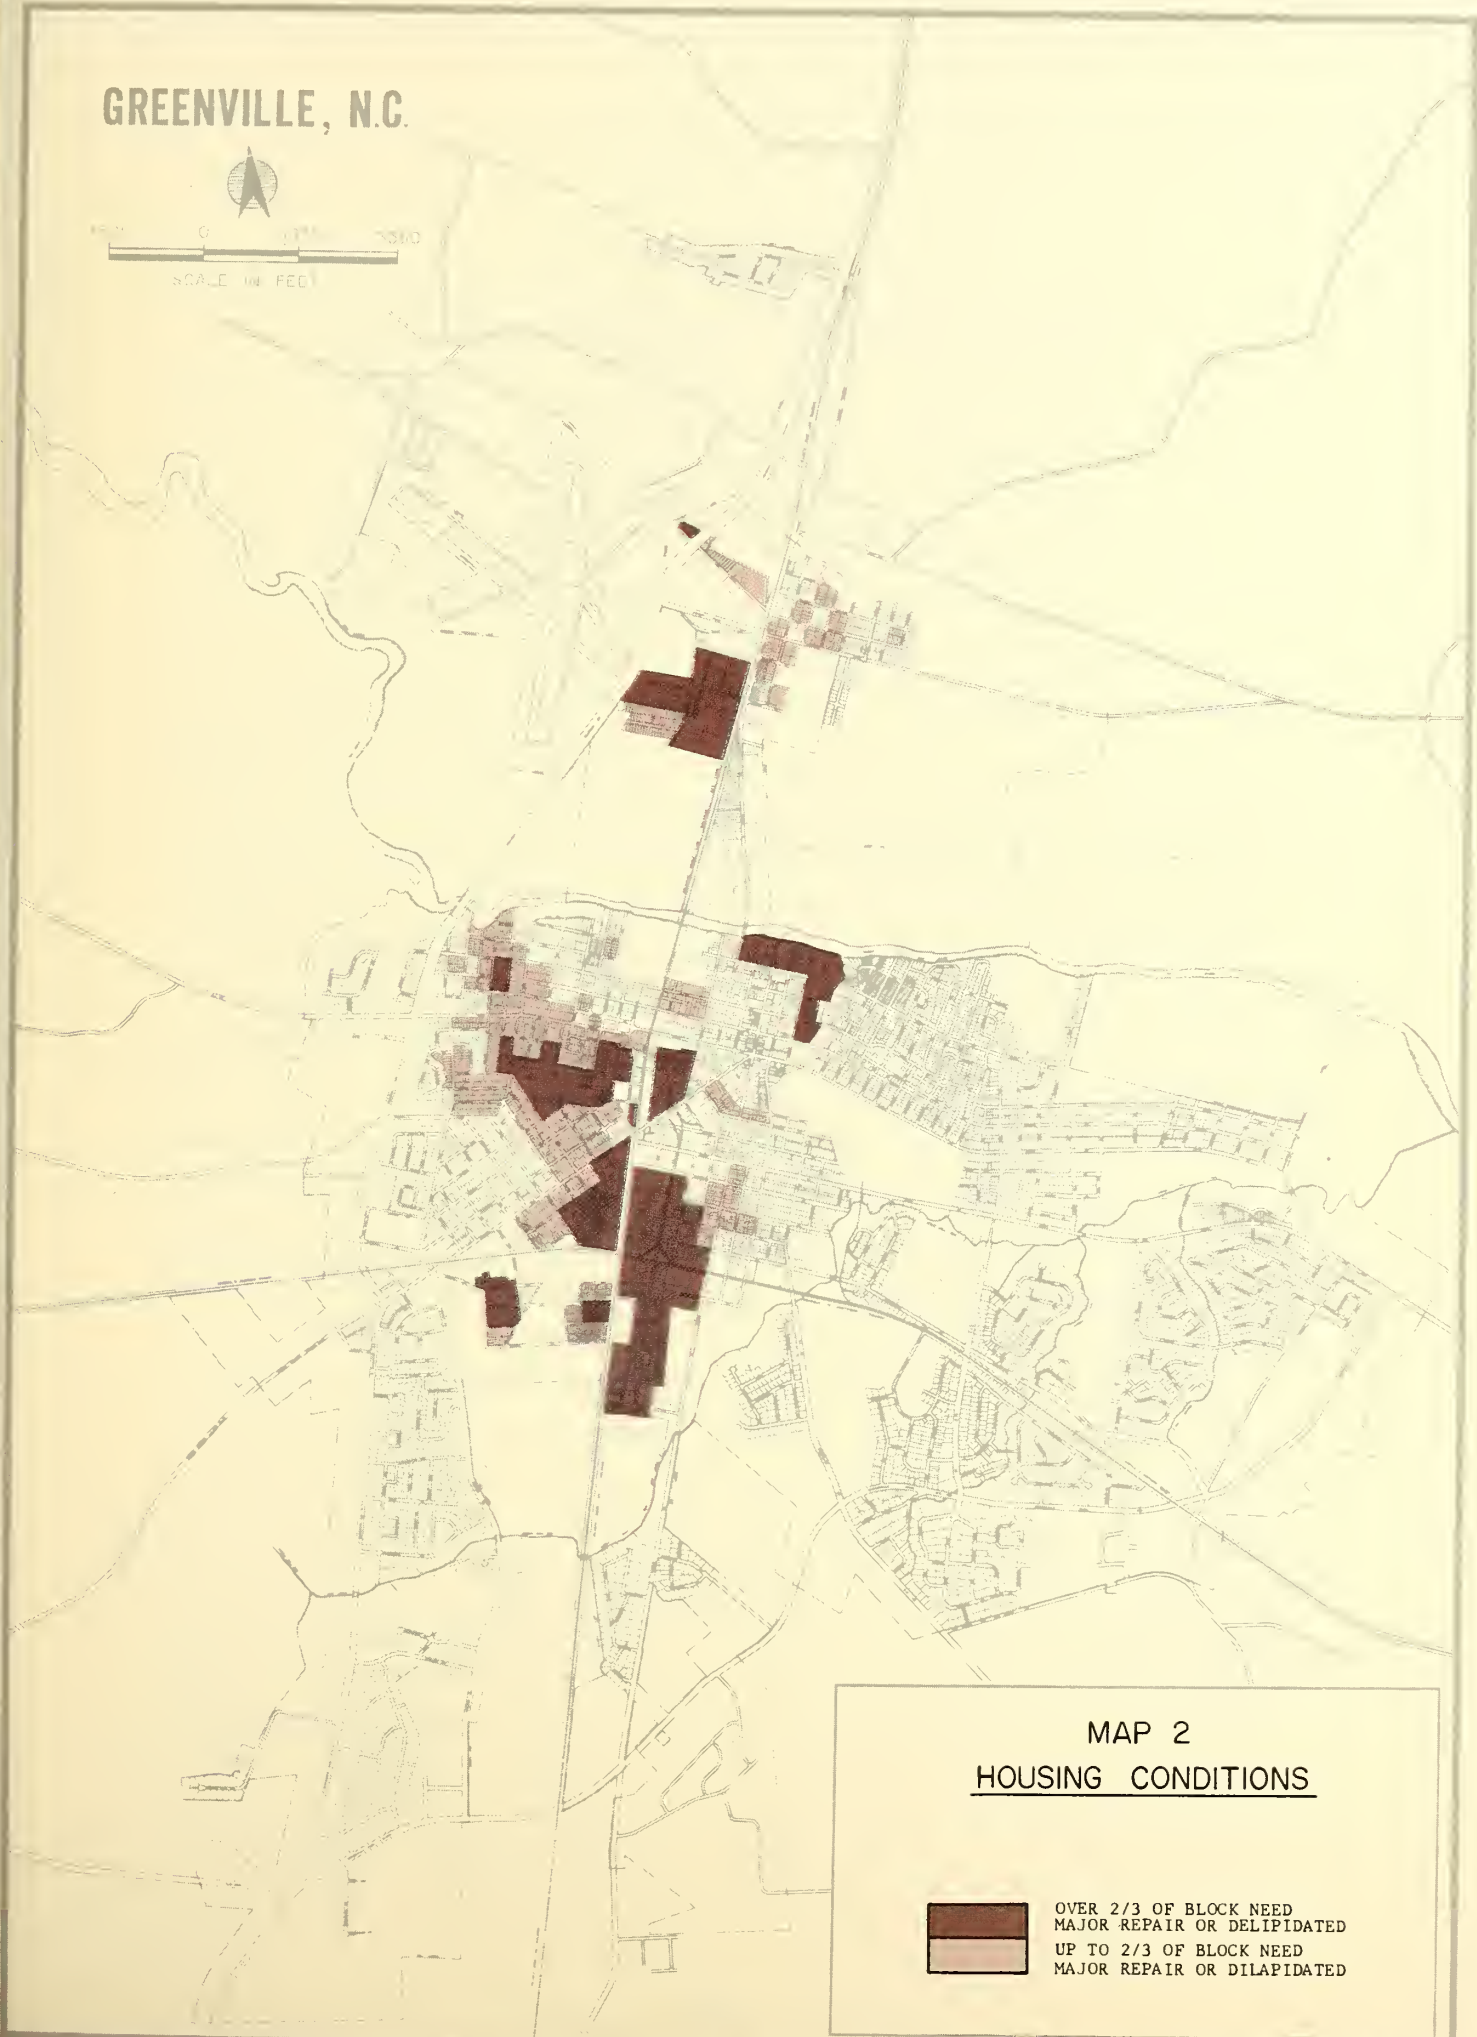 GREENVILLE, N.C.
0
SCALE IN FEET
MAP 2
HOUSING CONDITIONS
OVER 2/3 OF BLOCK NEED
MAJOR REPAIR OR DELIPIDATED
UP TO 2/3 OF BLOCK NEED
MAJOR REPAIR OR DILAPIDATED